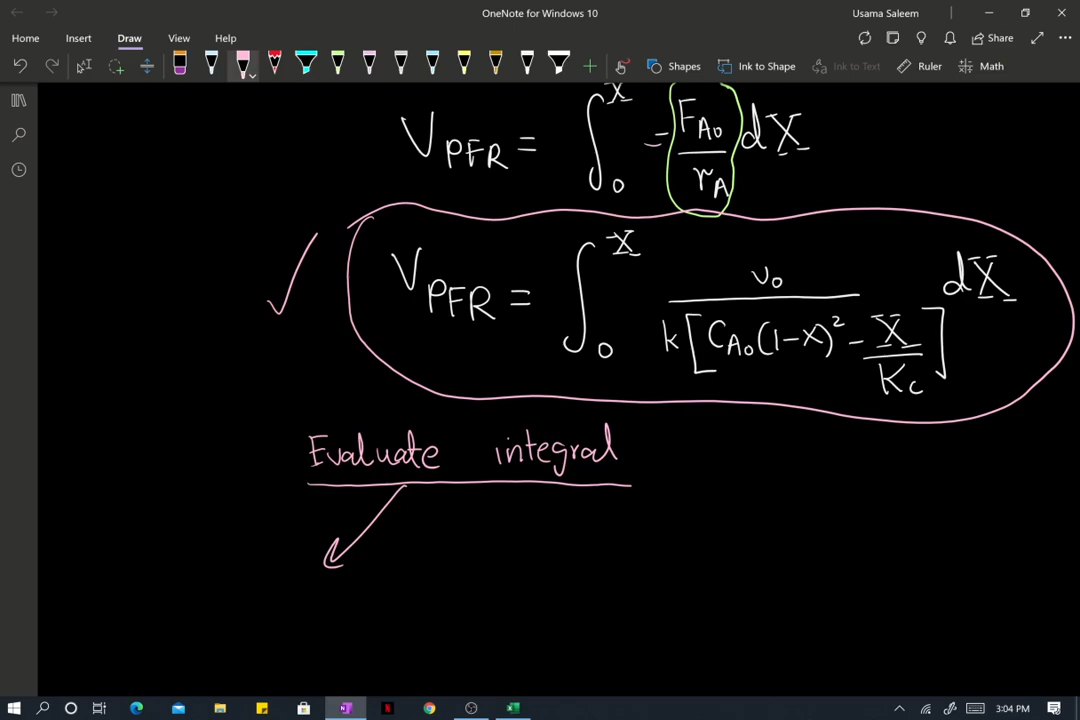 OneNote for Windows 10
Usama Saleem
Home Insert Draw View Help
Share
Shapes Ink to Shape Ink to Text Ruler Math
V_PFR = ∫_0^X -F_A0/r_A dX
V_PFR = ∫_0^X υ_0 / k[C_A0(1-X)^2 - X/K_C] dX
Evaluate integral
3:04 PM